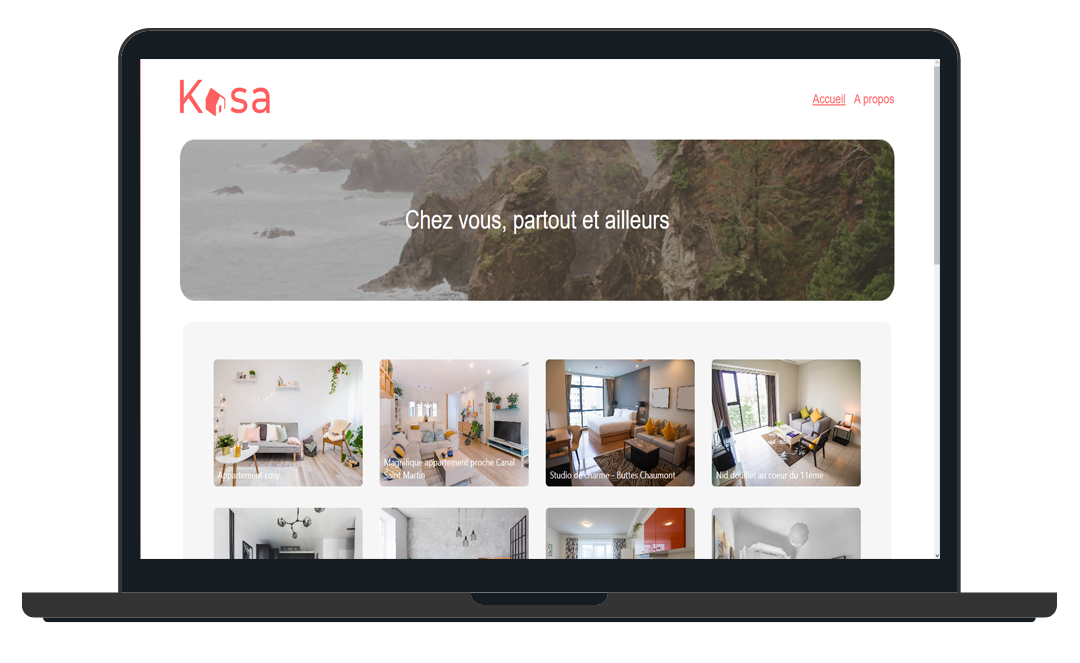 Kasa
Accueil A propos
Chez vous, partout et ailleurs
Appartement cosy
Magnifique appartement proche Canal
Saint Martin
Studio de charme - Buttes Chaumont
Nid douillet au coeur du 11ème